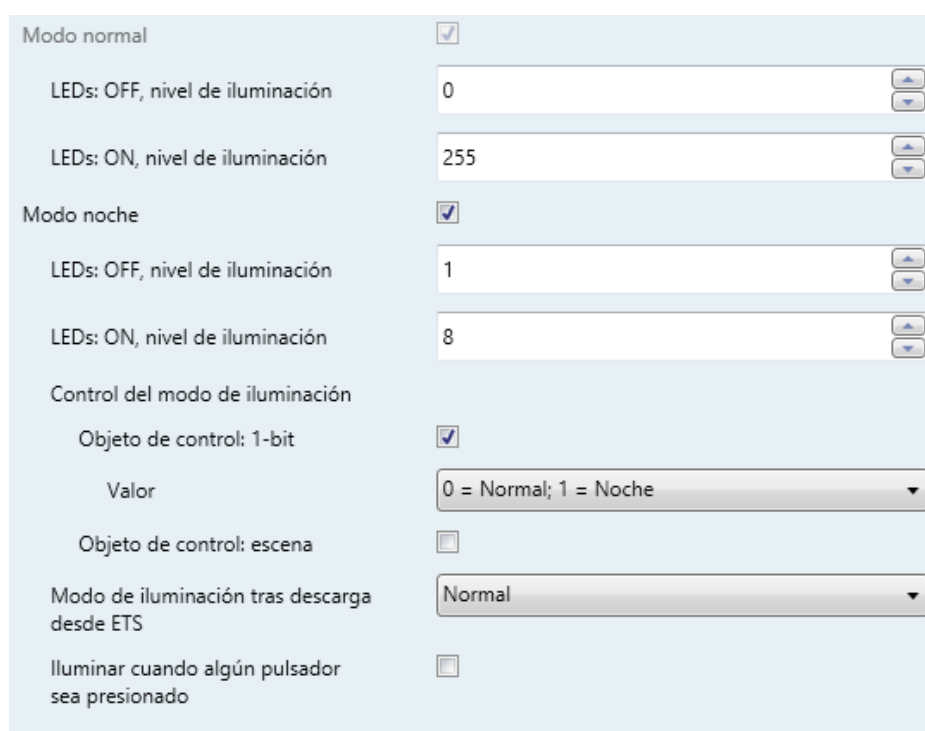 Modo normal
LEDs: OFF, nivel de iluminación 0
LEDs: ON, nivel de iluminación 255
Modo noche
LEDs: OFF, nivel de iluminación 1
LEDs: ON, nivel de iluminación 8
Control del modo de iluminación
Objeto de control: 1-bit
Valor 0 = Normal; 1 = Noche
Objeto de control: escena
Modo de iluminación tras descarga Normal
desde ETS
Iluminar cuando algún pulsador
sea presionado